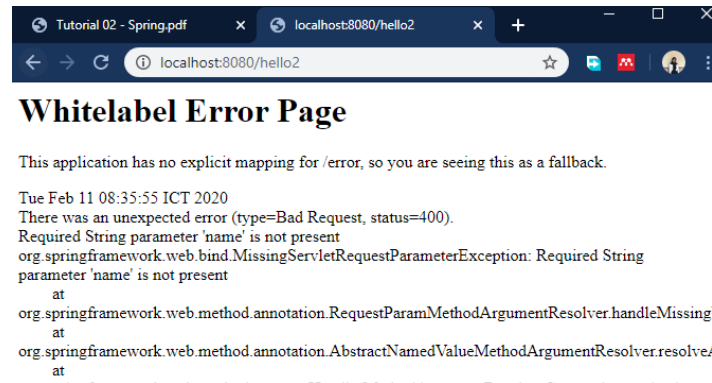 Tutorial 02 - Spring.pdf
localhost:8080/hello2
localhost:8080/hello2
Whitelabel Error Page
This application has no explicit mapping for /error, so you are seeing this as a fallback.
Tue Feb 11 08:35:55 ICT 2020
There was an unexpected error (type=Bad Request, status=400).
Required String parameter 'name' is not present
org.springframework.web.bind.MissingServletRequestParameterException: Required String
parameter 'name' is not present
at
org.springframework.web.method.annotation.RequestParamMethodArgumentResolver.handleMissing
at
org.springframework.web.method.annotation.AbstractNamedValueMethodArgumentResolver.resolveA
at